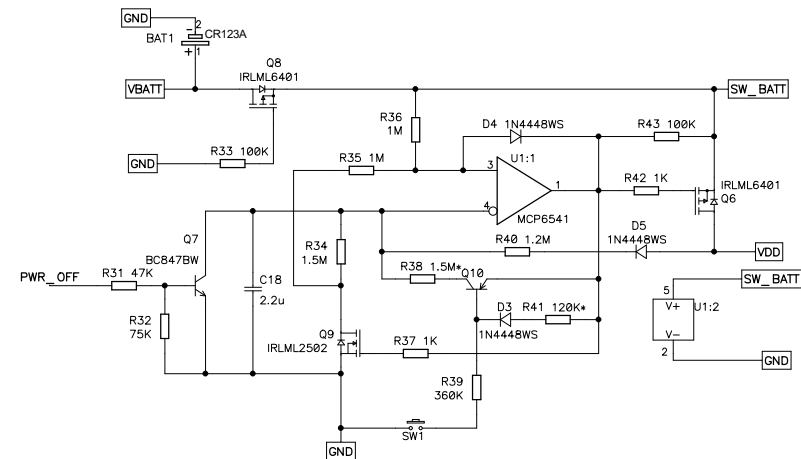 GND
2
-
BAT1
CR123A
+
1
Q8
IRLML6401
VBATT
SW_BATT
R36
1M
D4 1N4448WS
R43 100K
GND
R33 100K
R35 1M
3
U1:1
1
R42 1K
IRLML6401
Q6
4
MCP6541
Q7
BC847BW
R34
1.5M
R40 1.2M
D5
1N4448WS
VDD
R38 1.5M*
Q10
SW_BATT
PWR_OFF
R31 47K
C18
2.2u
D3
1N4448WS
R41 120K*
5
V+
U1:2
V-
2
R32
75K
Q9
IRLML2502
R37 1K
GND
R39
360K
SW1
GND